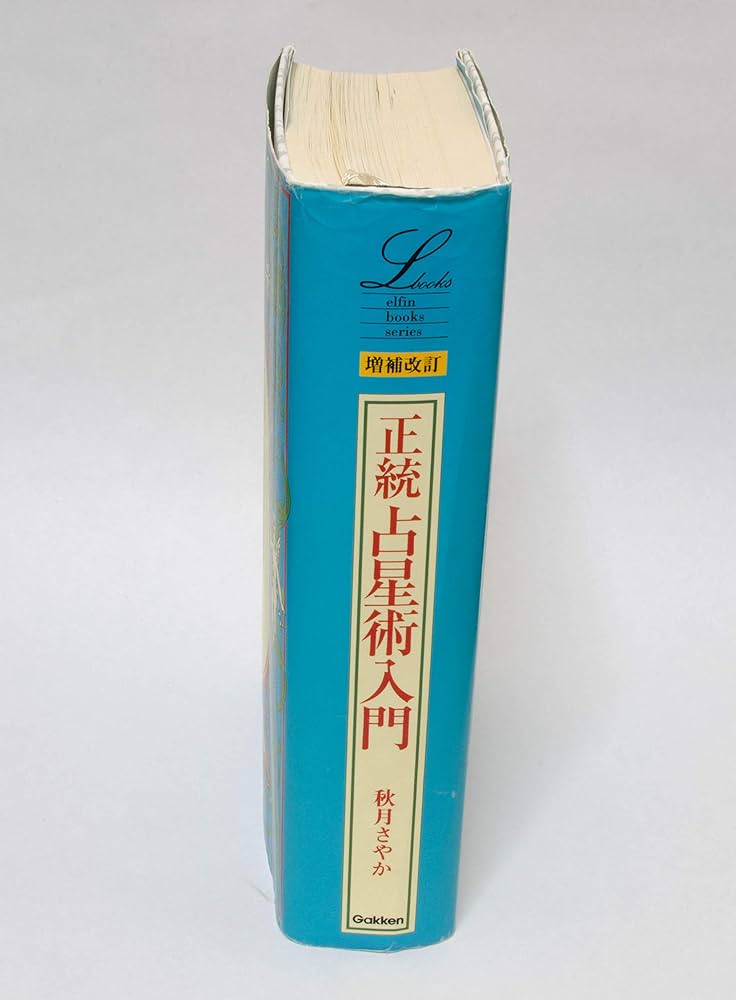 L books
elfin
books
series
増補改訂
正統占星術入門
秋月さやか
Gakken